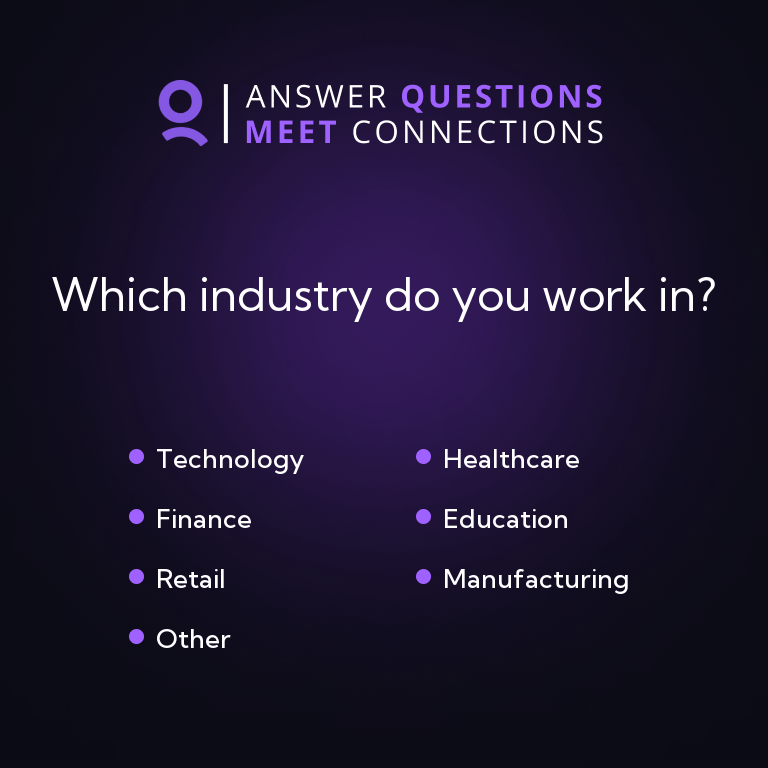 ANSWER QUESTIONS
MEET CONNECTIONS
Which industry do you work in?
Technology
Healthcare
Finance
Education
Retail
Manufacturing
Other